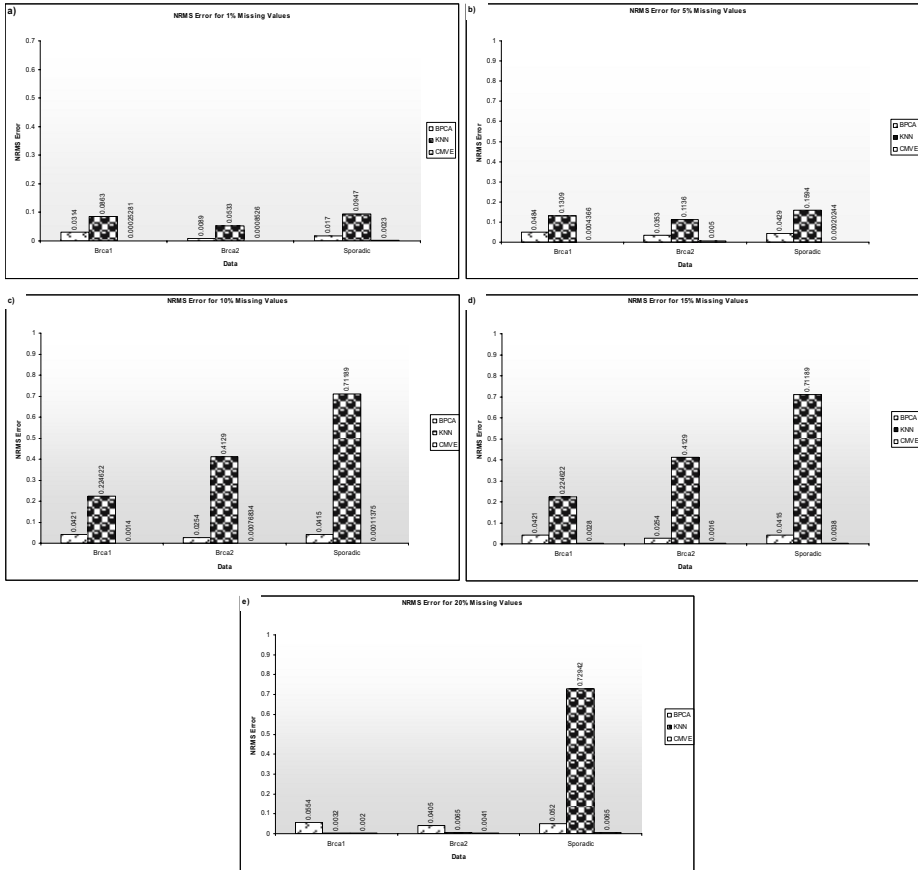 a)
NRMS Error for 1% Missing Values
0.7
0.6
0.5
0.4
0.3
0.2
0.1
0
NRMS Error
0.0314
0.0863
0.00025281
0.0089
0.0533
0.0008526
0.017
0.0947
0.0023
Brca1
Brca2
Sporadic
Data
BPCA
KNN
CMVE
b)
NRMS Error for 5% Missing Values
1
0.9
0.8
0.7
0.6
0.5
0.4
0.3
0.2
0.1
0
NRMS Error
0.0484
0.1309
0.0004366
0.0353
0.1136
0.005
0.0429
0.1594
0.00020244
Brca1
Brca2
Sporadic
Data
BPCA
KNN
CMVE
c)
NRMS Error for 10% Missing Values
1
0.9
0.8
0.7
0.6
0.5
0.4
0.3
0.2
0.1
0
NRMS Error
0.0421
0.224622
0.0014
0.0254
0.4129
0.00076834
0.0415
0.71189
0.00011375
Brca1
Brca2
Sporadic
Data
BPCA
KNN
CMVE
d)
NRMS Error for 15% Missing Values
1
0.9
0.8
0.7
0.6
0.5
0.4
0.3
0.2
0.1
0
NRMS Error
0.0421
0.224622
0.0028
0.0254
0.4129
0.0016
0.0415
0.71189
0.0038
Brca1
Brca2
Sporadic
Data
BPCA
KNN
CMVE
e)
NRMS Error for 20% Missing Values
1
0.9
0.8
0.7
0.6
0.5
0.4
0.3
0.2
0.1
0
NRMS Error
0.0554
0.0032
0.002
0.0405
0.0065
0.0041
0.052
0.72942
0.0065
Brca1
Brca2
Sporadic
Data
BPCA
KNN
CMVE